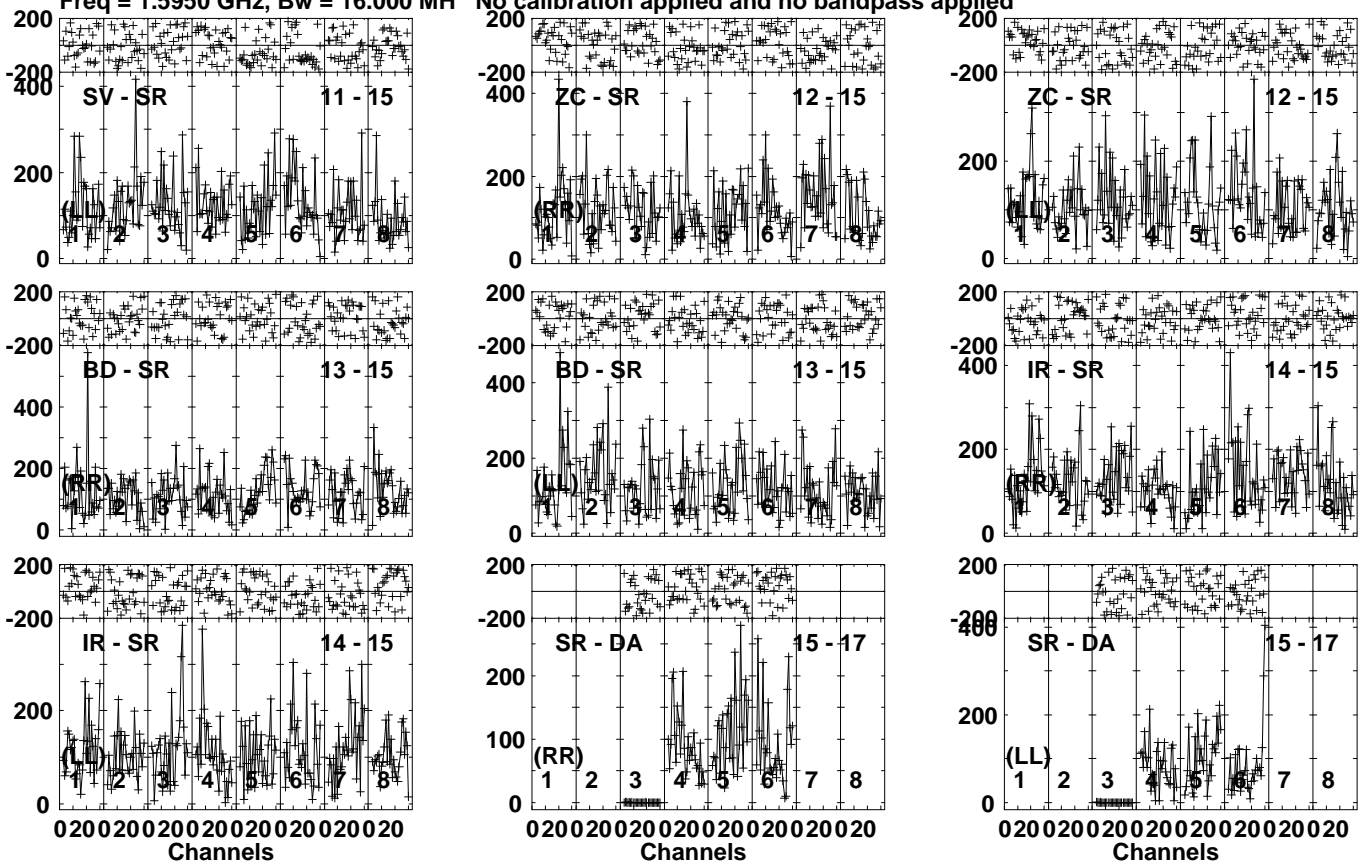 Freq = 1.5950 GHz, Bw = 16.000 MH No calibration applied and no bandpass applied
200 200 200
-200 -200 -200
400 400
SV - SR 11 - 15 ZC - SR 12 - 15 ZC - SR 12 - 15
200 200 200
(LL) (RR) (LL)
1 2 3 4 5 6 7 8 1 2 3 4 5 6 7 8 1 2 3 4 5 6 7 8
0 0 0
200 200 200
-200 -200 -200
400
BD - SR 13 - 15 BD - SR 13 - 15 IR - SR 14 - 15
400 400
200 200 200
(RR) (LL) (RR)
1 2 3 4 5 6 7 8 1 2 3 4 5 6 7 8 1 2 3 4 5 6 7 8
0 0 0
200 200 200
-200 -200 -200
400
IR - SR 14 - 15 SR - DA 15 - 17 SR - DA 15 - 17
200 200 200
100
(LL) (RR) (LL)
1 2 3 4 5 6 7 8 1 2 3 4 5 6 7 8 1 2 3 4 5 6 7 8
0 0 0
0 20 0 20 0 20 0 20 0 20 0 20 0 20 0 20 0 20 0 20 0 20 0 20 0 20 0 20 0 20 0 20 0 20 0 20 0 20 0 20 0 20 0 20 0 20 0 20
Channels Channels Channels